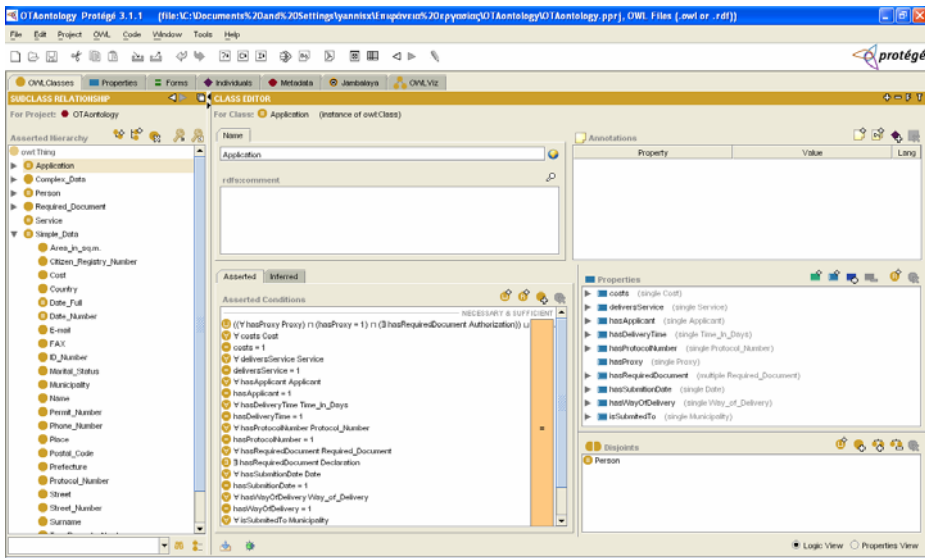 OTAontology Protégé 3.1.1 (file:\C:\Documents%20and%20Settings\yannisx\Επιφάνεια%20εργασίας\OTAontology\OTAontology.pprj, OWL Files (.owl or .rdf))
File Edit Project OWL Code Window Tools Help
protégé
OWLClasses Properties Forms Individuals Metadata Jambalaya OWLViz
SUBCLASS RELATIONSHIP
CLASS EDITOR
For Project: OTAontology
For Class: Application (instance of owl:Class)
Asserted Hierarchy
owl:Thing
Application
Complex_Data
Person
Required_Document
Service
Simple_Data
Area_in_sq.m.
Citizen_Registry_Number
Cost
Country
Date_Full
Date_Number
E-mail
FAX
ID_Number
Marital_Status
Municipality
Name
Permit_Number
Phone_Number
Place
Postal_Code
Prefecture
Protocol_Number
Street
Street_Number
Surname
Name
Application
rdfs:comment
Annotations
Property Value Lang
Asserted Inferred
Asserted Conditions
NECESSARY & SUFFICIENT
((∀ hasProxy Proxy) ⊓ (hasProxy = 1) ⊓ (∃ hasRequiredDocument Authorization)) ⊔
∀ costs Cost
costs = 1
∀ deliversService Service
deliversService = 1
∀ hasApplicant Applicant
hasApplicant = 1
∀ hasDeliveryTime Time_In_Days
hasDeliveryTime = 1
∀ hasProtocolNumber Protocol_Number
hasProtocolNumber = 1
∀ hasRequiredDocument Required_Document
∃ hasRequiredDocument Declaration
∀ hasSubmitionDate Date
hasSubmitionDate = 1
∀ hasWayOfDelivery Way_of_Delivery
hasWayOfDelivery = 1
∀ isSubmitedTo Municipality
Properties
costs (single Cost)
deliversService (single Service)
hasApplicant (single Applicant)
hasDeliveryTime (single Time_In_Days)
hasProtocolNumber (single Protocol_Number)
hasProxy (single Proxy)
hasRequiredDocument (multiple Required_Document)
hasSubmitionDate (single Date)
hasWayOfDelivery (single Way_of_Delivery)
isSubmitedTo (single Municipality)
Disjoints
Person
Logic View Properties View